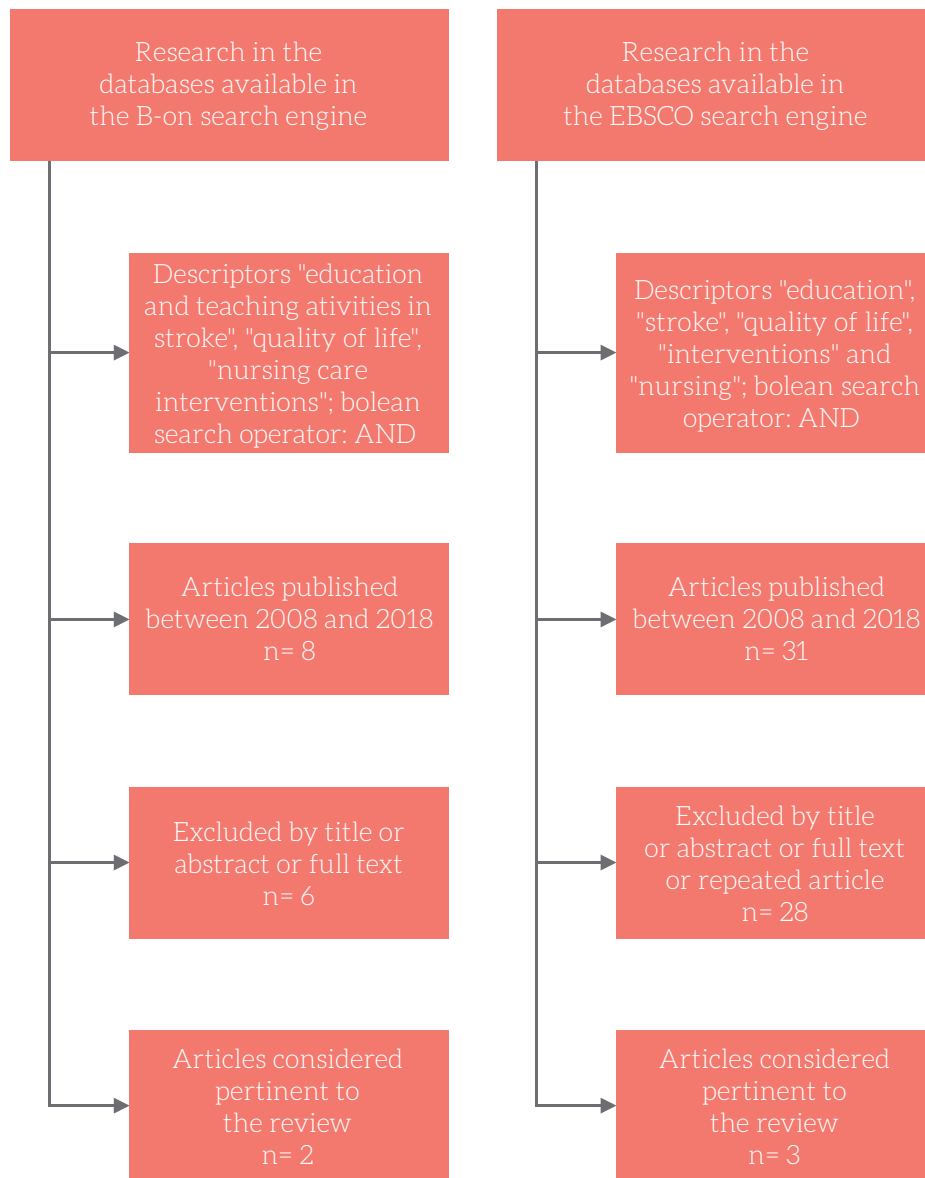 Research in the
databases available in
the B-on search engine
Descriptors "education
and teaching ativities in
stroke", "quality of life",
"nursing care
interventions"; bolean
search operator: AND
Articles published
between 2008 and 2018
n= 8
Excluded by title or
abstract or full text
n= 6
Articles considered
pertinent to
the review
n= 2
Research in the
databases available in
the EBSCO search engine
Descriptors "education",
"stroke", "quality of life",
"interventions" and
"nursing"; bolean search
operator: AND
Articles published
between 2008 and 2018
n= 31
Excluded by title
or abstract or full text
or repeated article
n= 28
Articles considered
pertinent to
the review
n= 3